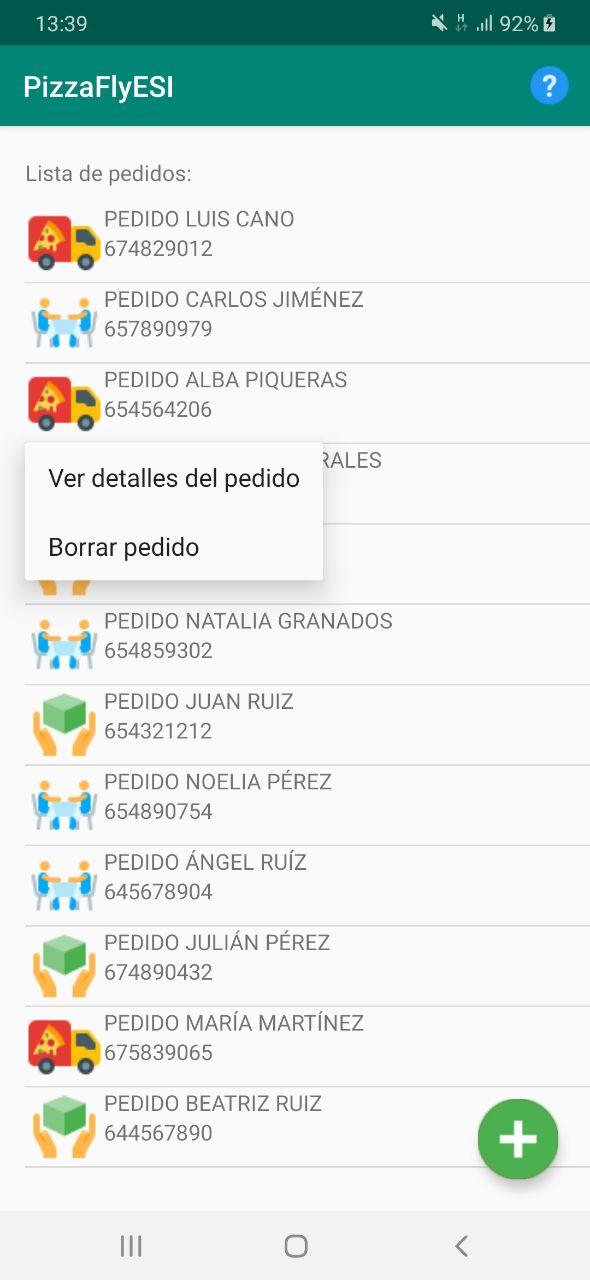 13:39
H
92%
PizzaFlyESI
?
Lista de pedidos:
PEDIDO LUIS CANO
674829012
PEDIDO CARLOS JIMÉNEZ
657890979
PEDIDO ALBA PIQUERAS
654564206
RALES
Ver detalles del pedido
Borrar pedido
PEDIDO NATALIA GRANADOS
654859302
PEDIDO JUAN RUIZ
654321212
PEDIDO NOELIA PÉREZ
654890754
PEDIDO ÁNGEL RUÍZ
645678904
PEDIDO JULIÁN PÉREZ
674890432
PEDIDO MARÍA MARTÍNEZ
675839065
PEDIDO BEATRIZ RUIZ
644567890